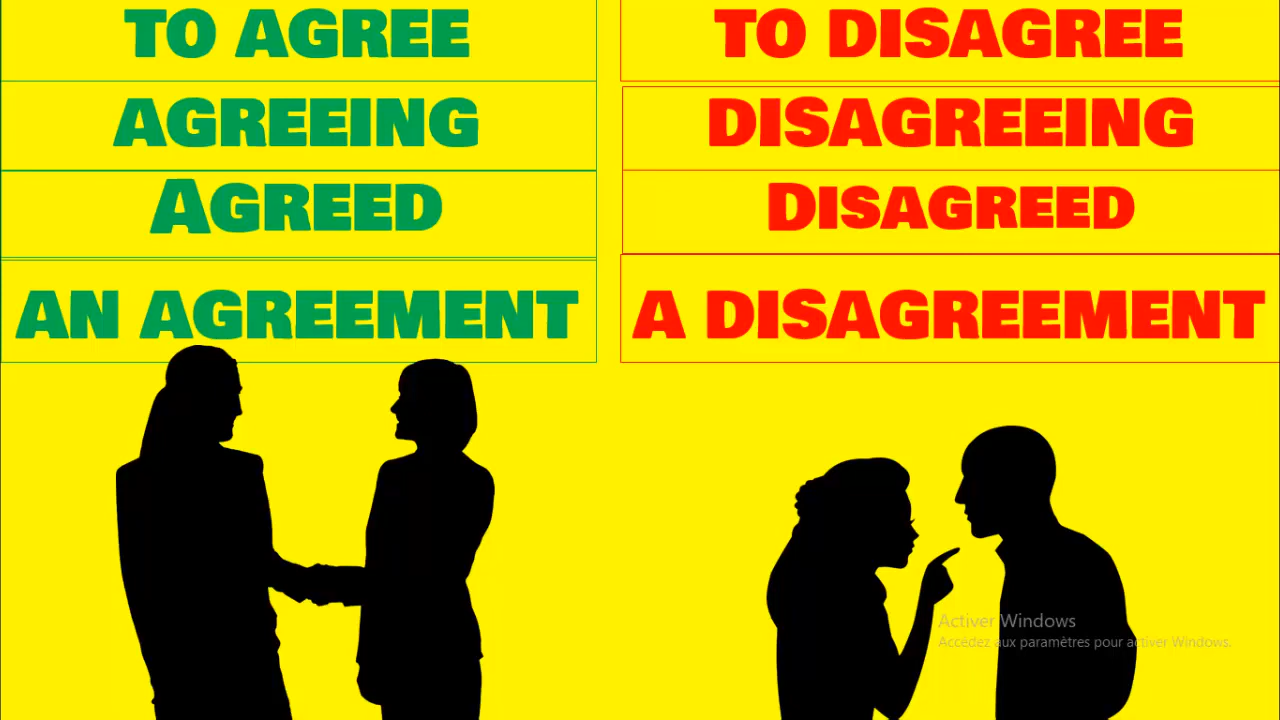 TO AGREE
AGREEING
AGREED
AN AGREEMENT
TO DISAGREE
DISAGREEING
DISAGREED
A DISAGREEMENT
Activer Windows
Accédez aux paramètres pour activer Windows.